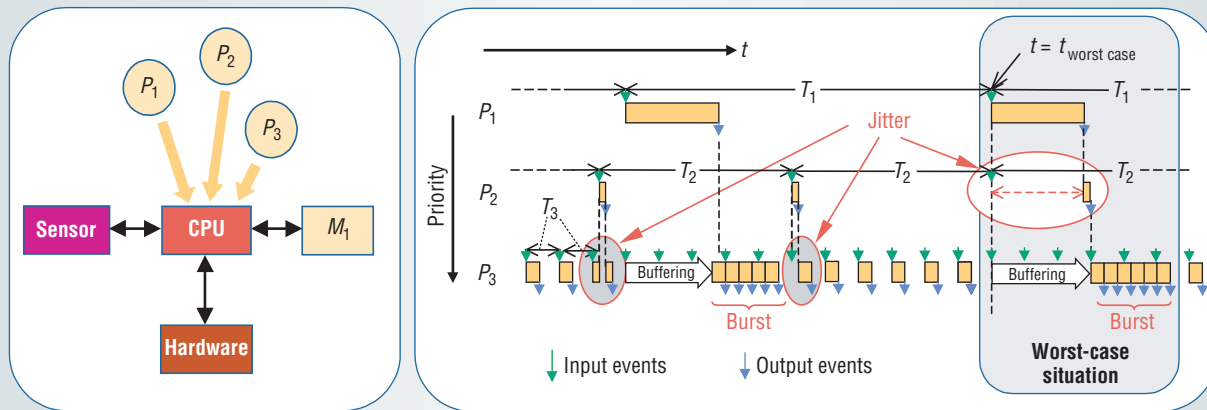 P1
P2
P3
Sensor
CPU
M1
Hardware
t
t = t worst case
T1
T1
P1
Jitter
T2
T2
T2
P2
Priority
T3
P3
Buffering
Buffering
Burst
Burst
Input events
Output events
Worst-case
situation